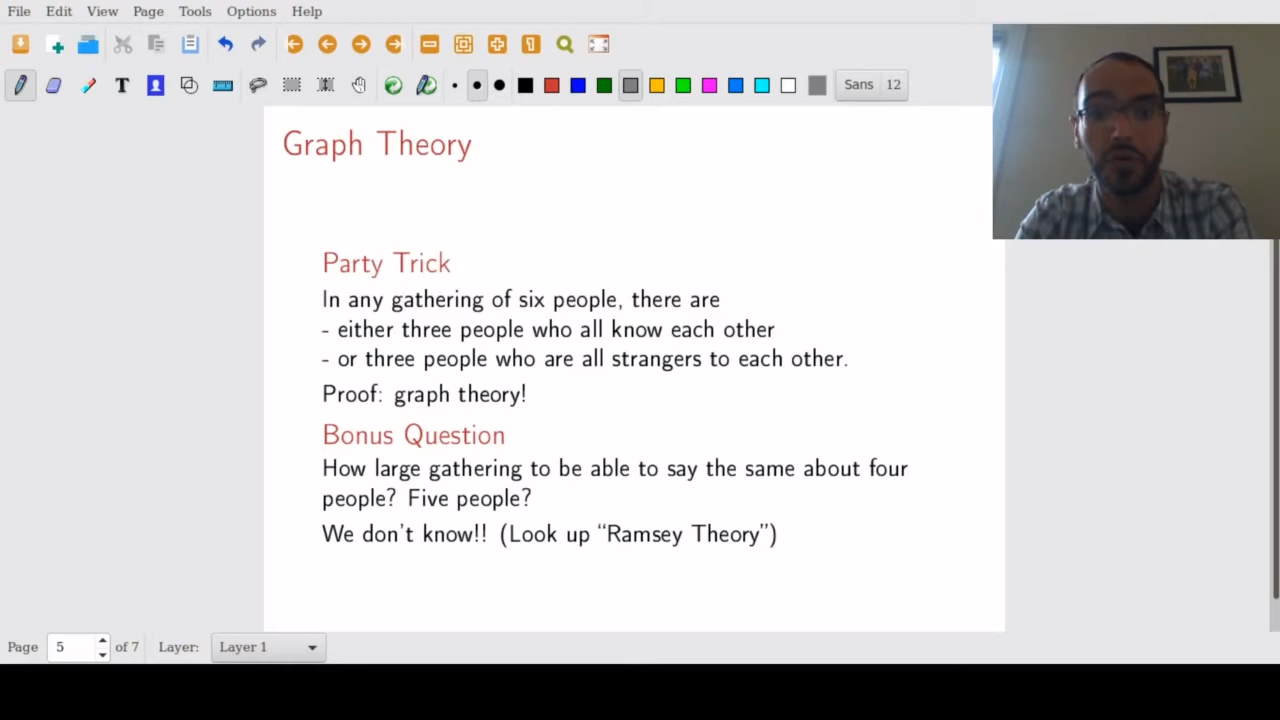 File Edit View Page Tools Options Help
T Sans 12
Graph Theory
Party Trick
In any gathering of six people, there are
- either three people who all know each other
- or three people who are all strangers to each other.
Proof: graph theory!
Bonus Question
How large gathering to be able to say the same about four
people? Five people?
We don't know!! (Look up “Ramsey Theory”)
Page 5 of 7 Layer: Layer 1